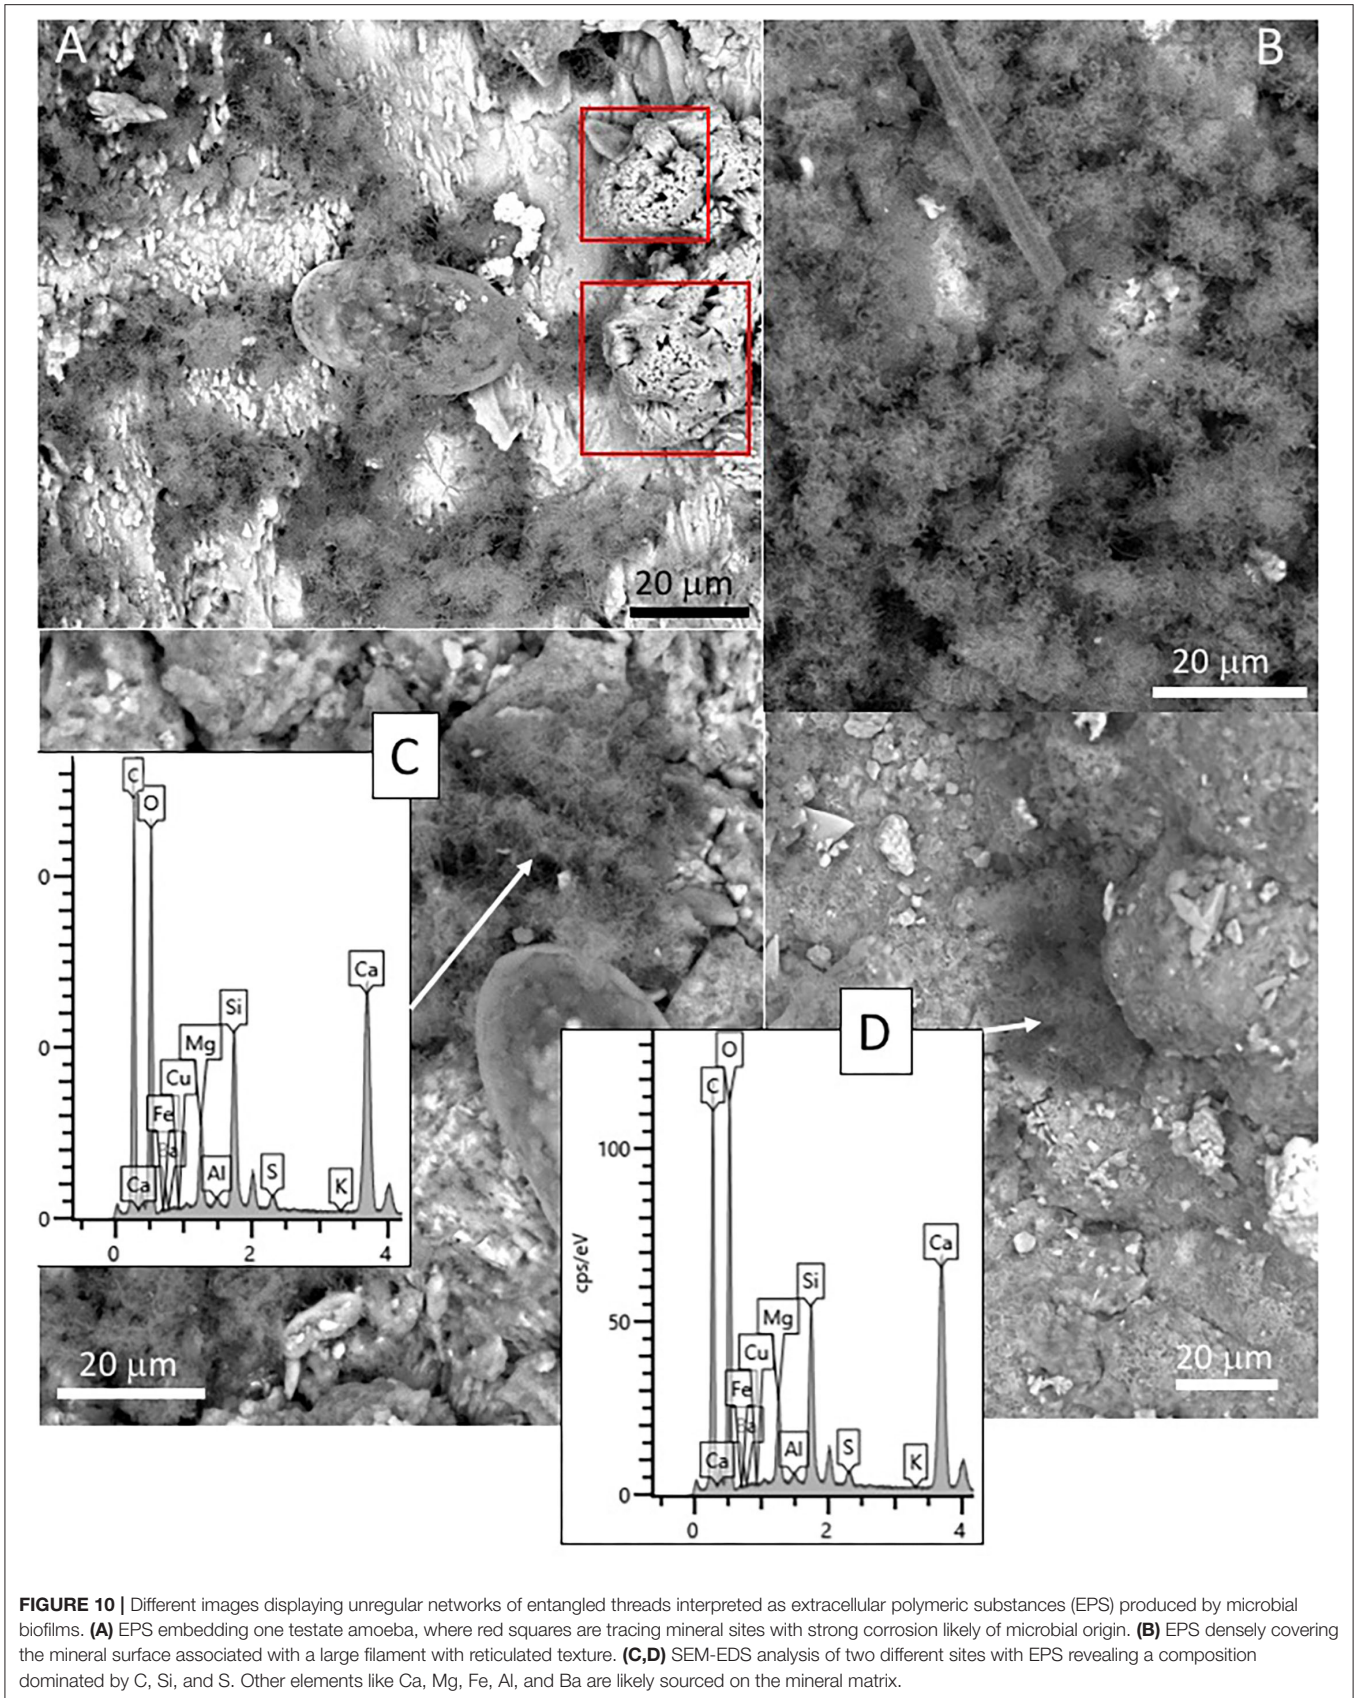 A
B
20 µm
20 µm
C
C
O
0
Ca
Si
Mg
0
Cu
Fe
Ba
Al
S
K
Ca
0
0
2
4
20 µm
D
O
C
100
Ca
cps/eV
Si
50
Mg
Cu
Fe
Ba
Al
S
K
Ca
0
0
2
4
20 µm
FIGURE 10 | Different images displaying unregular networks of entangled threads interpreted as extracellular polymeric substances (EPS) produced by microbial
biofilms. (A) EPS embedding one testate amoeba, where red squares are tracing mineral sites with strong corrosion likely of microbial origin. (B) EPS densely covering
the mineral surface associated with a large filament with reticulated texture. (C,D) SEM-EDS analysis of two different sites with EPS revealing a composition
dominated by C, Si, and S. Other elements like Ca, Mg, Fe, Al, and Ba are likely sourced on the mineral matrix.